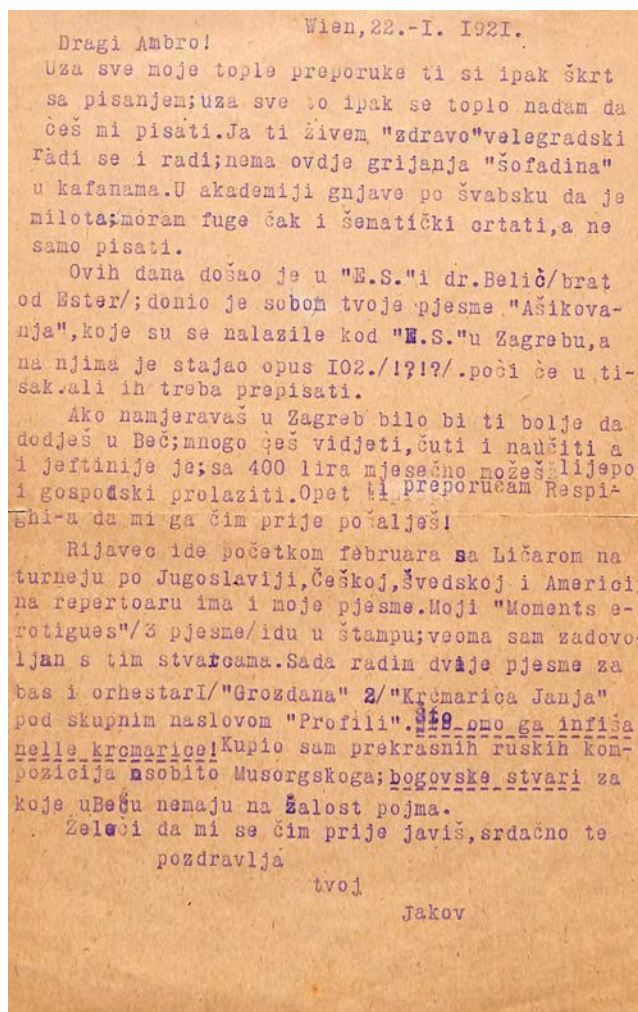 Wien,22.-I. I92I.
Dragi Ambro!
Uza sve moje tople preporuke ti si ipak škrt
sa pisanjem;uza sve to ipak se toplo nadam da
ćeš mi pisati.Ja ti živem "zdravo"velegradski
radi se i radi;nema ovdje grijanja "šofadina"
u kafanama.U akademiji gnjave po švabsku da je
milota;moram fuge čak i šematički crtati,a ne
samo pisati.
Ovih dana došao je u "E.S."i dr.Belić/brat
od Ester/;donio je sobom tvoje pjesme "Ašikova-
nja",koje su se nalazile kod "E.S."u Zagrebu,a
na njima je stajao opus I02./!?!?/.poći će u ti-
sak.ali ih treba prepisati.
Ako namjeravaš u Zagreb bilo bi ti bolje da
dodješ u Beč;mnogo ćeš vidjeti,čuti i naučiti a
i jeftinije je;sa 400 lira mjesečno možeš lijepo
i gospodski prolaziti.Opet ti preporučam Respi-
ghi-a da mi ga čim prije pošalješ!
Rijavec ide početkom februara sa Ličarom na
turneju po Jugoslaviji,Češkoj,švedskoj i Americi
na repertoaru ima i moje pjesme.Moji "Moments e-
rotigues"/3 pjesme/idu u štampu;veoma sam zadovo-
ljan s tim stvarcama.Sada radim dvije pjesme za
bas i orhestarI/"Grozdana" 2/"Krčmarica Janja"
pod skupnim naslovom "Profili". omo ga infiša
nelle krcmarice!Kupio sam prekrasnih ruskih kom-
pozicija osobito Musorgskoga;bogovske stvari za
koje uBeču nemaju na žalost pojma.
Želeći da mi se čim prije javiš,srdačno te
pozdravlja
tvoj
Jakov